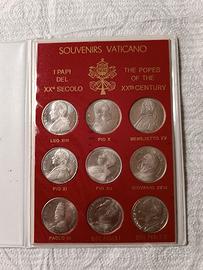 SOUVENIRS VATICANO
I PAPI
DEL
XX° SECOLO
THE POPES OF
THE
XXTH CENTURY
LEO XIII
PIO X
BENEDETTO XV
PIO XI
PIO XII
GIOVANNI XXIII
PAOLO VI